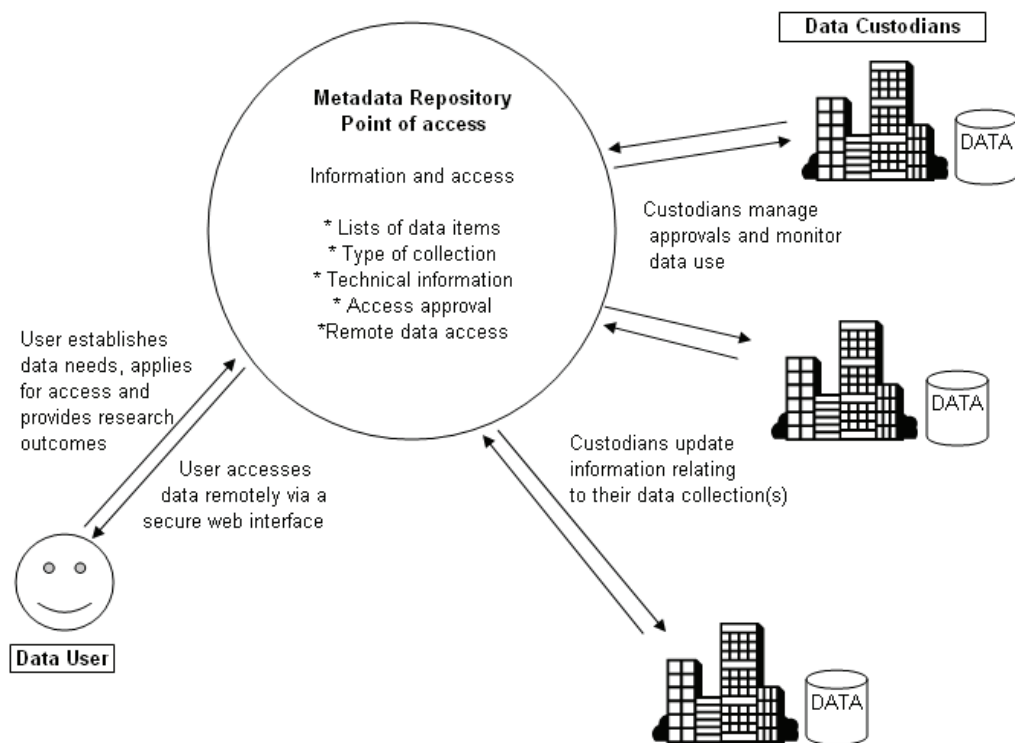 Data Custodians
Metadata Repository
Point of access
Information and access
* Lists of data items
* Type of collection
* Technical information
* Access approval
*Remote data access
DATA
Custodians manage
approvals and monitor
data use
DATA
User establishes
data needs, applies
for access and
provides research
outcomes
User accesses
data remotely via a
secure web interface
Custodians update
information relating
to their data collection(s)
Data User
DATA